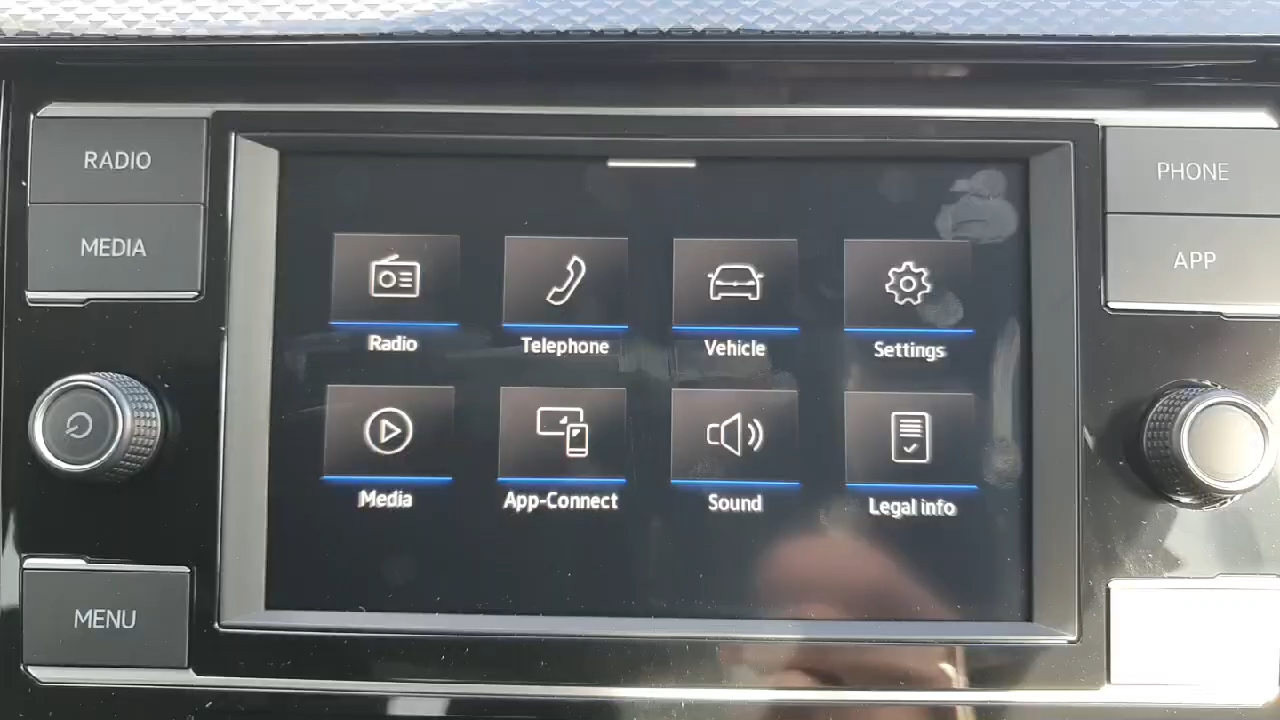 RADIO
MEDIA
MENU
Radio
Telephone
Vehicle
Settings
Media
App-Connect
Sound
Legal info
PHONE
APP